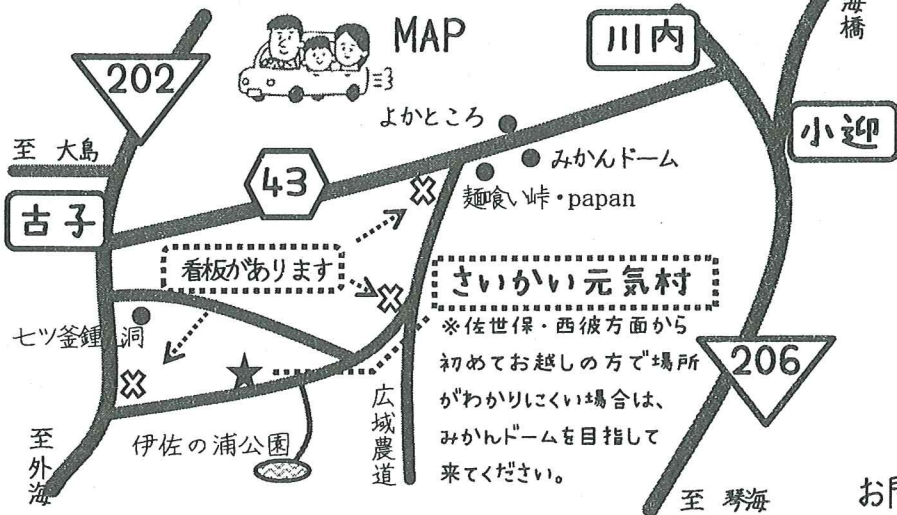 MAP
202
川内
海橋
小迎
至 大島
よかところ
みかんドーム
43
麺喰い峠・papan
古子
看板があります
さいかい元気村
七ツ釜鍾乳洞
※佐世保・西彼方面から
初めてお越しの方で場所
がわかりにくい場合は、
みかんドームを目指して
来てください。
206
伊佐の浦公園
広域農道
至 外海
至 琴海
お問